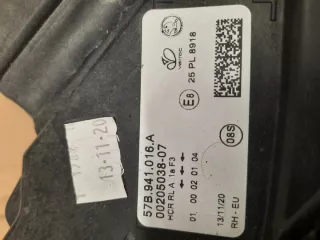 57B.941.016.A
00205038-07
HCR RL A 1a F3
01 00 02 01 04
13/11/20
RH - EU
E8
25 PL 8918
08S
13-11-20